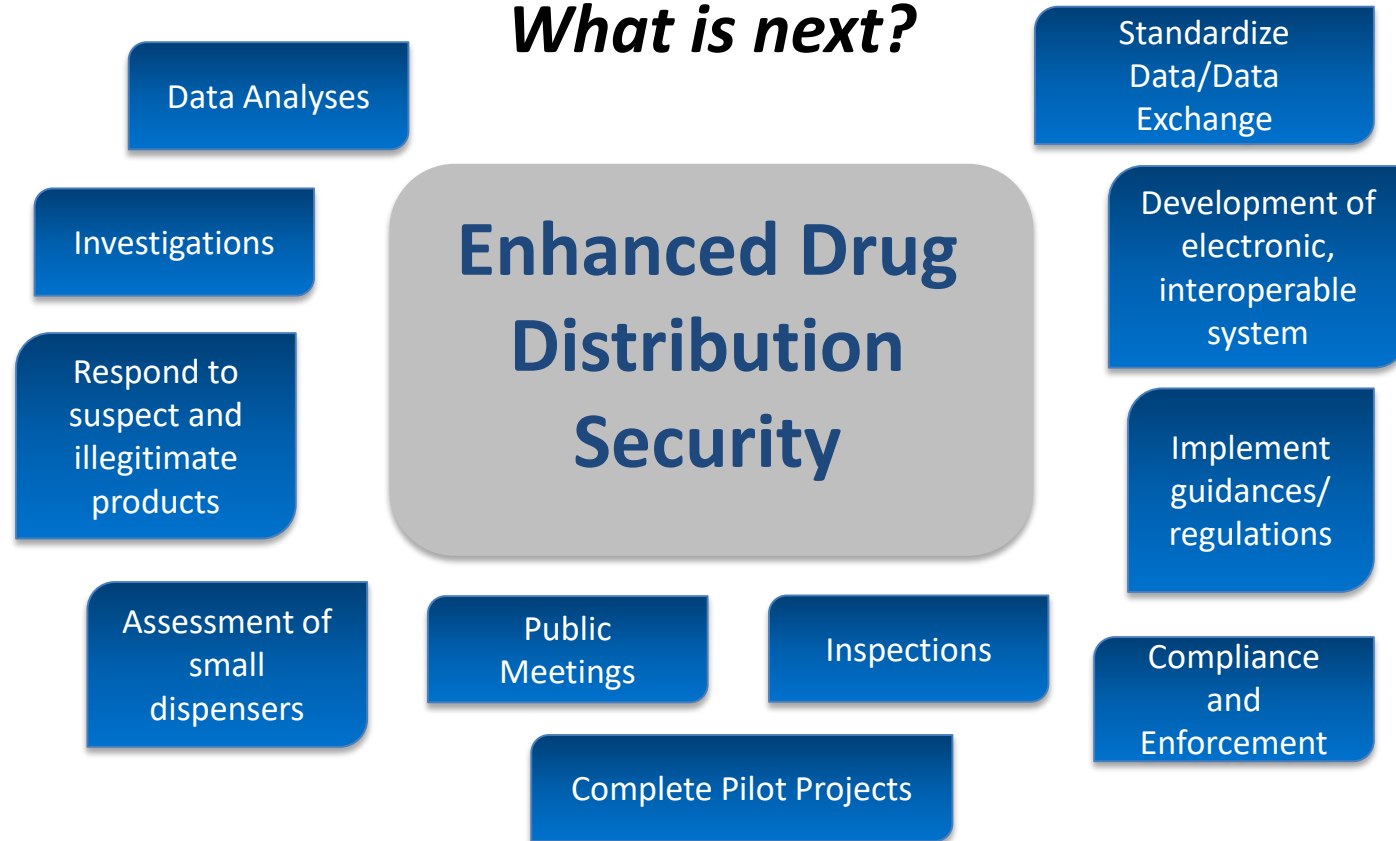 What is next?
Data Analyses
Standardize
Data/Data
Exchange
Investigations
Enhanced Drug
Distribution
Security
Development of
electronic,
interoperable
system
Respond to
suspect and
illegitimate
products
Implement
guidances/
regulations
Assessment of
small
dispensers
Public
Meetings
Inspections
Compliance
and
Enforcement
Complete Pilot Projects